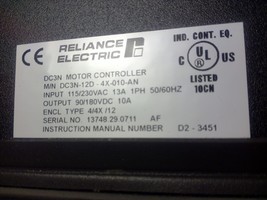 RELIANCE
ELECTRIC
IND. CONT. EQ.
C UL US
LISTED
10CN
CE
DC3N MOTOR CONTROLLER
M/N DC3N-12D - 4X-010-AN
INPUT 115/230VAC 13A 1PH 50/60HZ
OUTPUT 90/180VDC 10A
ENCL TYPE 4/4X /12
SERIAL NO 13748.29.0711 AF
INSTRUCTION MANUAL NUMBER D2 - 3451